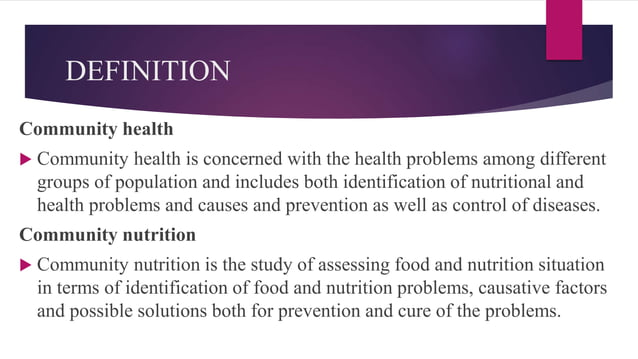 DEFINITION
Community health
Community health is concerned with the health problems among different
groups of population and includes both identification of nutritional and
health problems and causes and prevention as well as control of diseases.
Community nutrition
Community nutrition is the study of assessing food and nutrition situation
in terms of identification of food and nutrition problems, causative factors
and possible solutions both for prevention and cure of the problems.